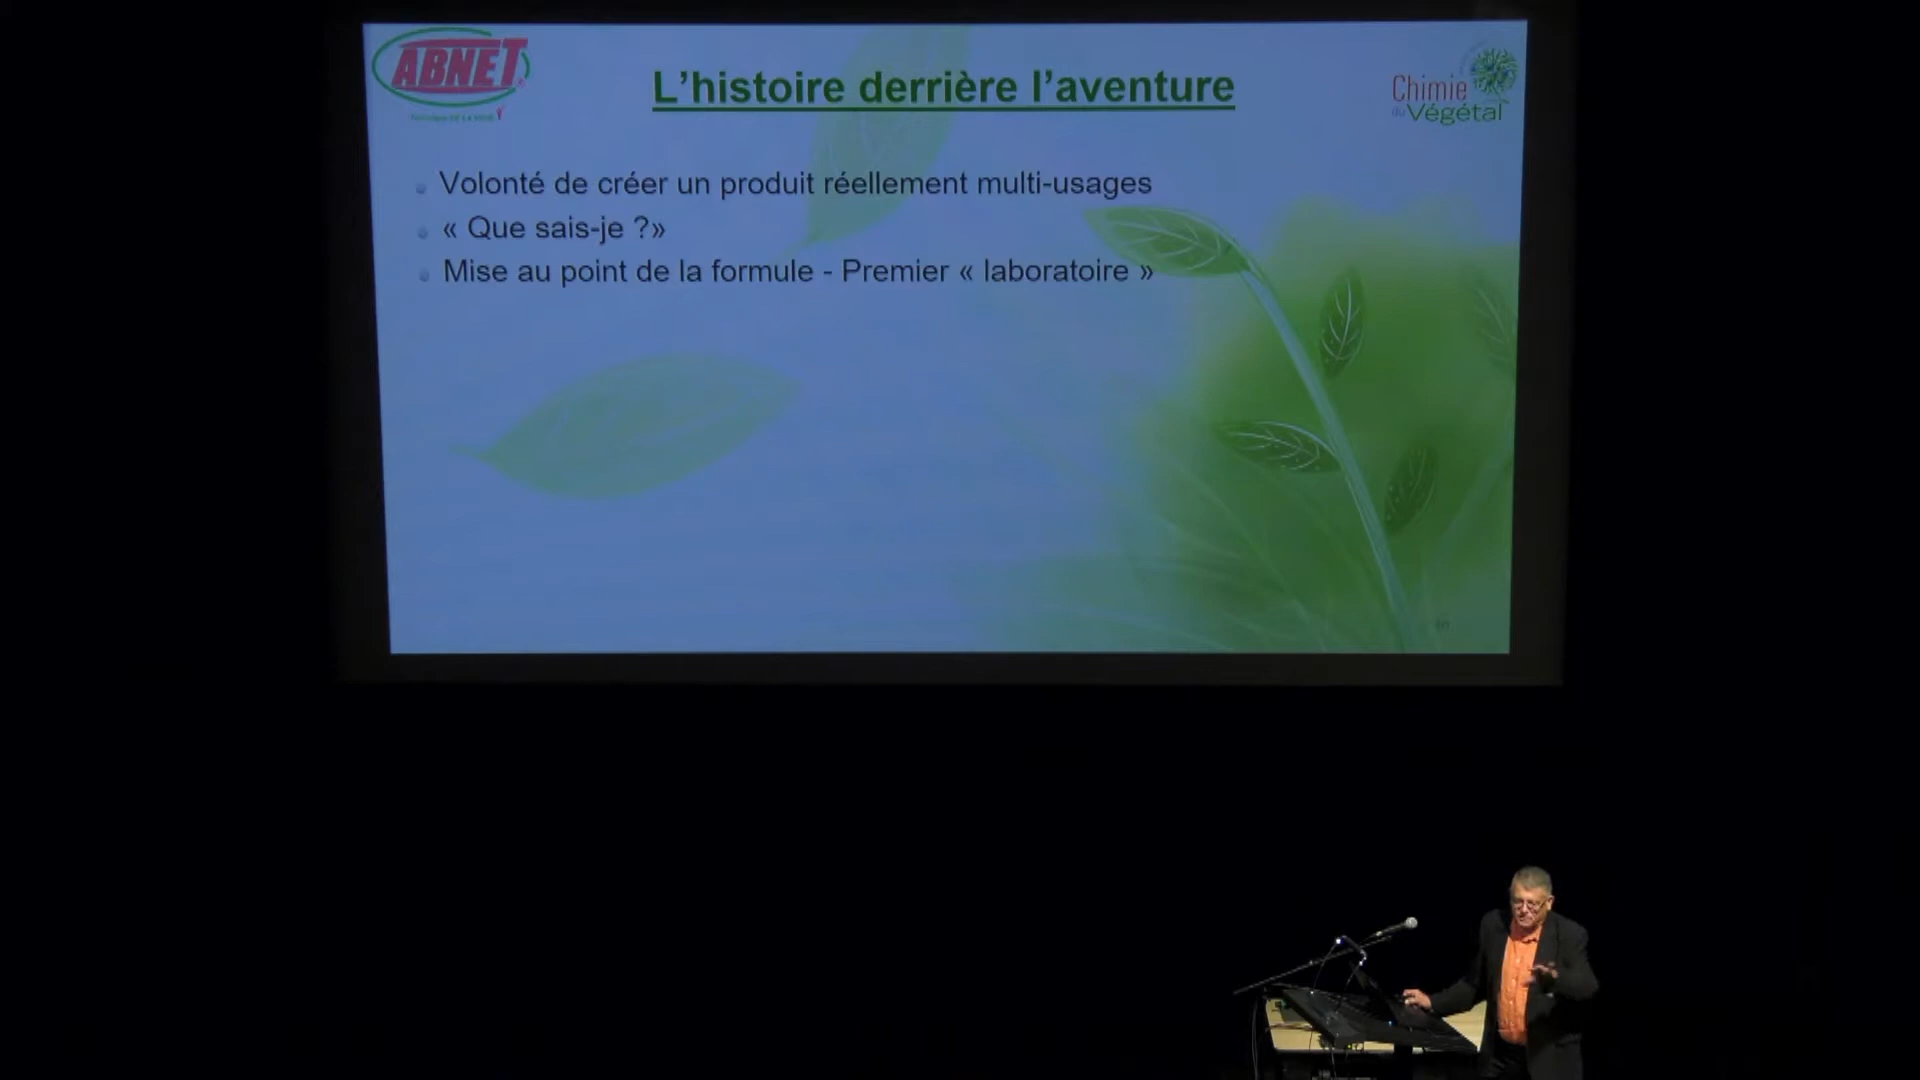 ABNET
L'histoire derrière l'aventure
Chimie
du Végétal
Volonté de créer un produit réellement multi-usages
« Que sais-je ?»
Mise au point de la formule - Premier « laboratoire »